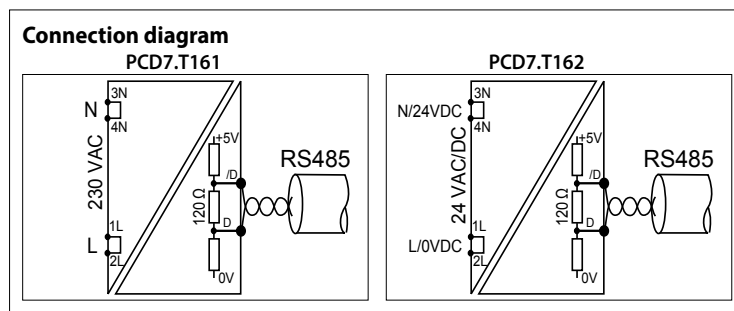 Connection diagram
PCD7.T161
PCD7.T162
3N
N
4N
230 VAC
1L
L
2L
+5V
/D
120 Ω
D
0V
RS485
3N
N/24VDC
4N
24 VAC/DC
1L
L/0VDC
2L
+5V
/D
120 Ω
D
0V
RS485